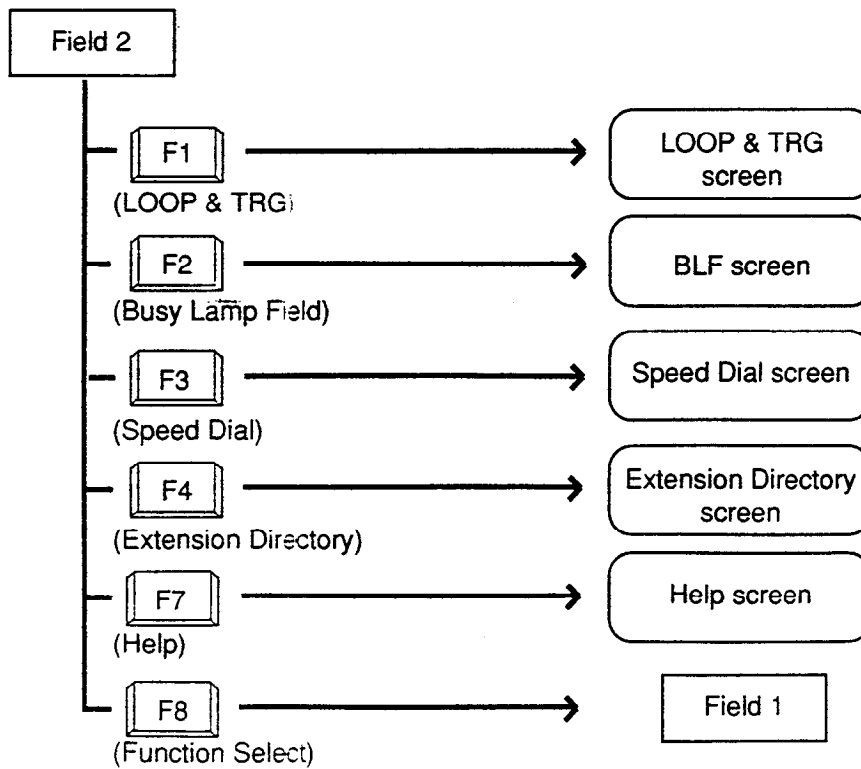 Field 2
F1
LOOP & TRG
screen
(LOOP & TRG)
F2
BLF screen
(Busy Lamp Field)
F3
Speed Dial screen
(Speed Dial)
F4
Extension Directory
screen
(Extension Directory)
F7
Help screen
(Help)
F8
Field 1
(Function Select)